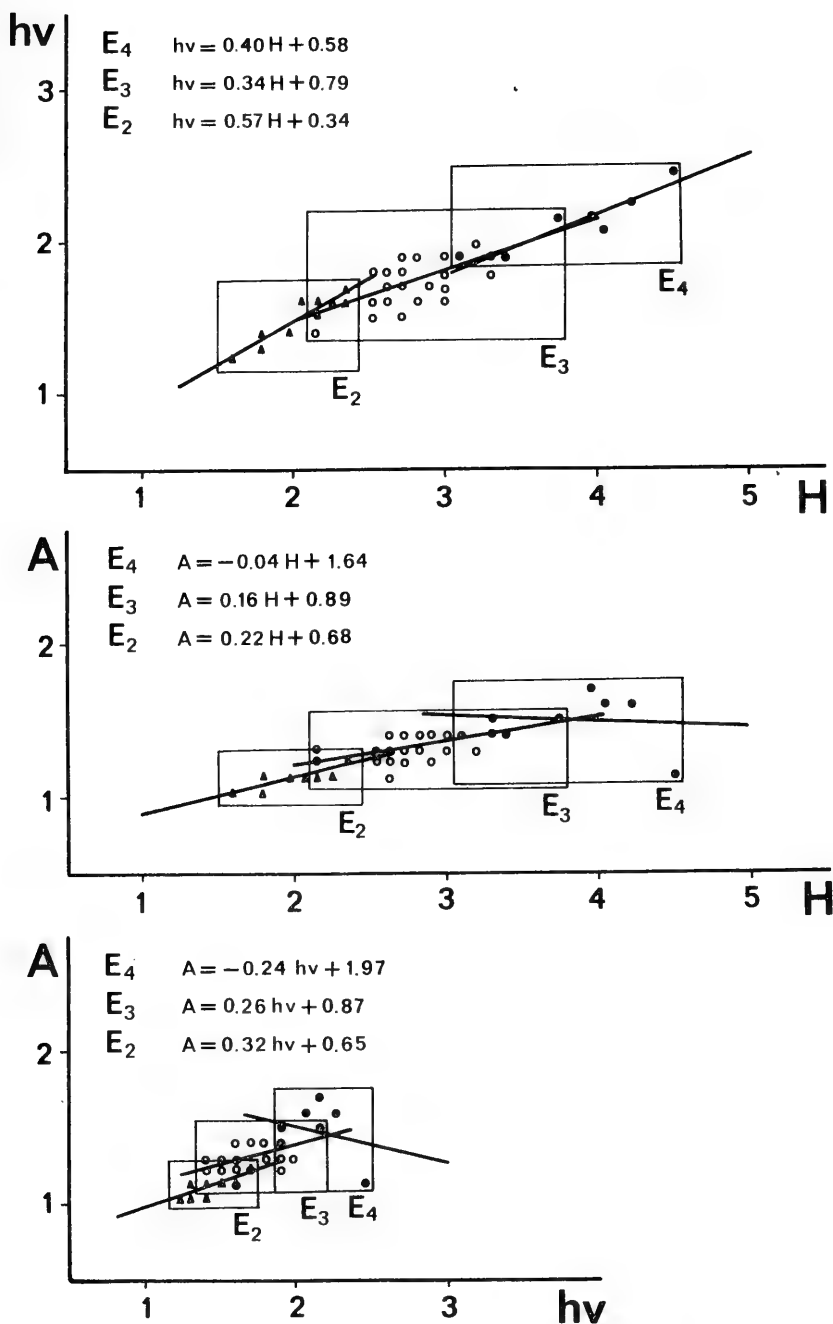 hv
E₄ hv = 0.40 H + 0.58
E₃ hv = 0.34 H + 0.79
E₂ hv = 0.57 H + 0.34
3
2
1
E₄
E₃
E₂
1 2 3 4 5 H
A
E₄ A = −0.04 H + 1.64
E₃ A = 0.16 H + 0.89
E₂ A = 0.22 H + 0.68
2
1
E₂ E₃ E₄
1 2 3 4 5 H
A
E₄ A = −0.24 hv + 1.97
E₃ A = 0.26 hv + 0.87
E₂ A = 0.32 hv + 0.65
2
1
E₂ E₃ E₄
1 2 3 hv